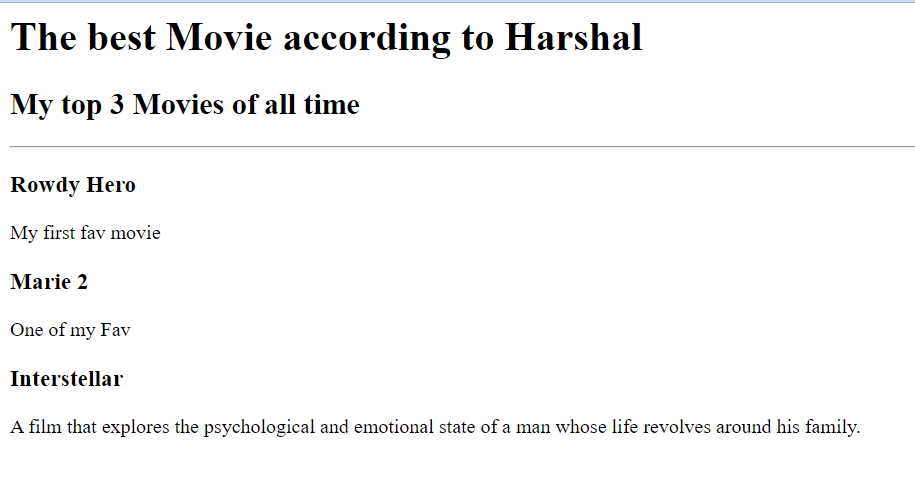 The best Movie according to Harshal
My top 3 Movies of all time
Rowdy Hero
My first fav movie
Marie 2
One of my Fav
Interstellar
A film that explores the psychological and emotional state of a man whose life revolves around his family.